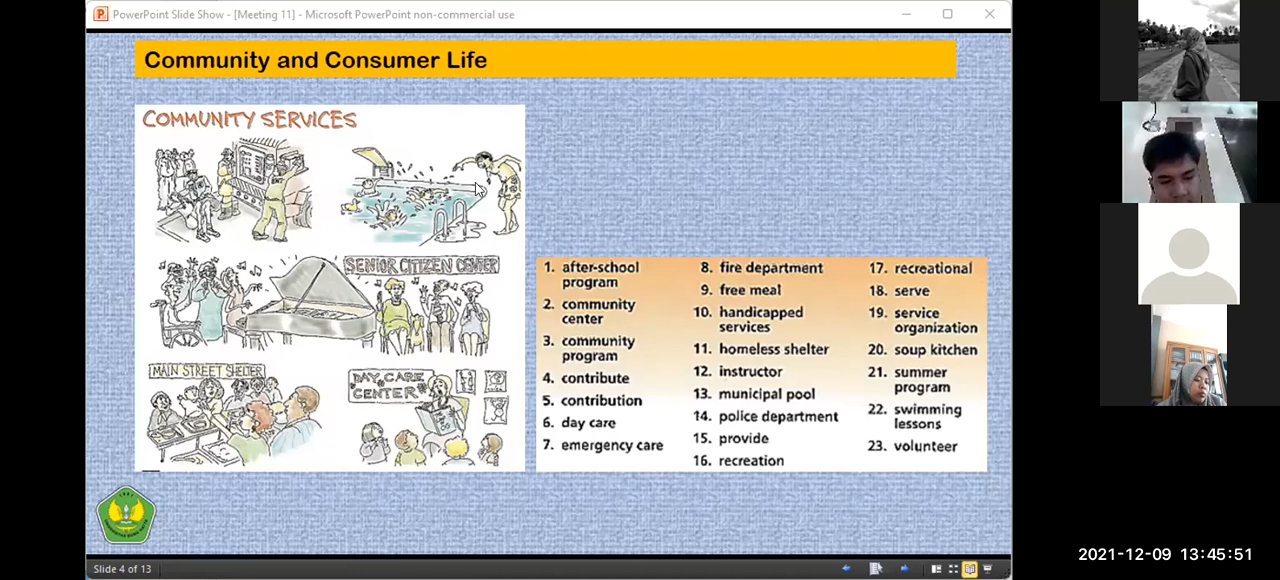 PowerPoint Slide Show - [Meeting 11] - Microsoft PowerPoint non-commercial use
Community and Consumer Life
COMMUNITY SERVICES
SENIOR CITIZEN CENTER
MAIN STREET SHELTER
DAY CARE
CENTER
1. after-school
program
2. community
center
3. community
program
4. contribute
5. contribution
6. day care
7. emergency care
8. fire department
9. free meal
10. handicapped
services
11. homeless shelter
12. instructor
13. municipal pool
14. police department
15. provide
16. recreation
17. recreational
18. serve
19. service
organization
20. soup kitchen
21. summer
program
22. swimming
lessons
23. volunteer
Slide 4 of 13
2021-12-09 13:45:51